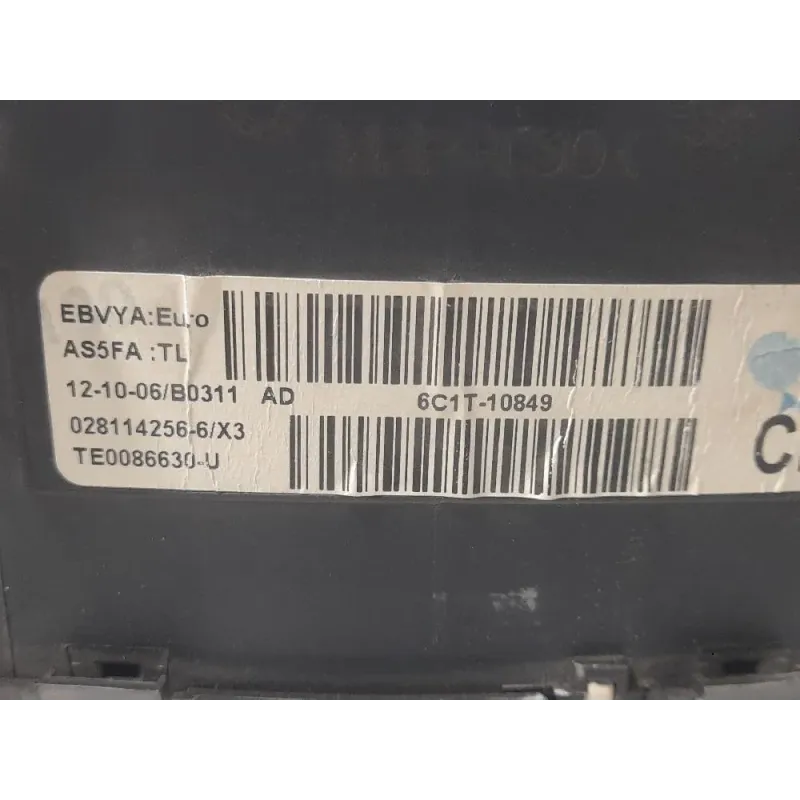 EBVYA:Euro
AS5FA :TL
12-10-06/B0311 AD 6C1T-10849
028114256-6/X3
TE0086630-U